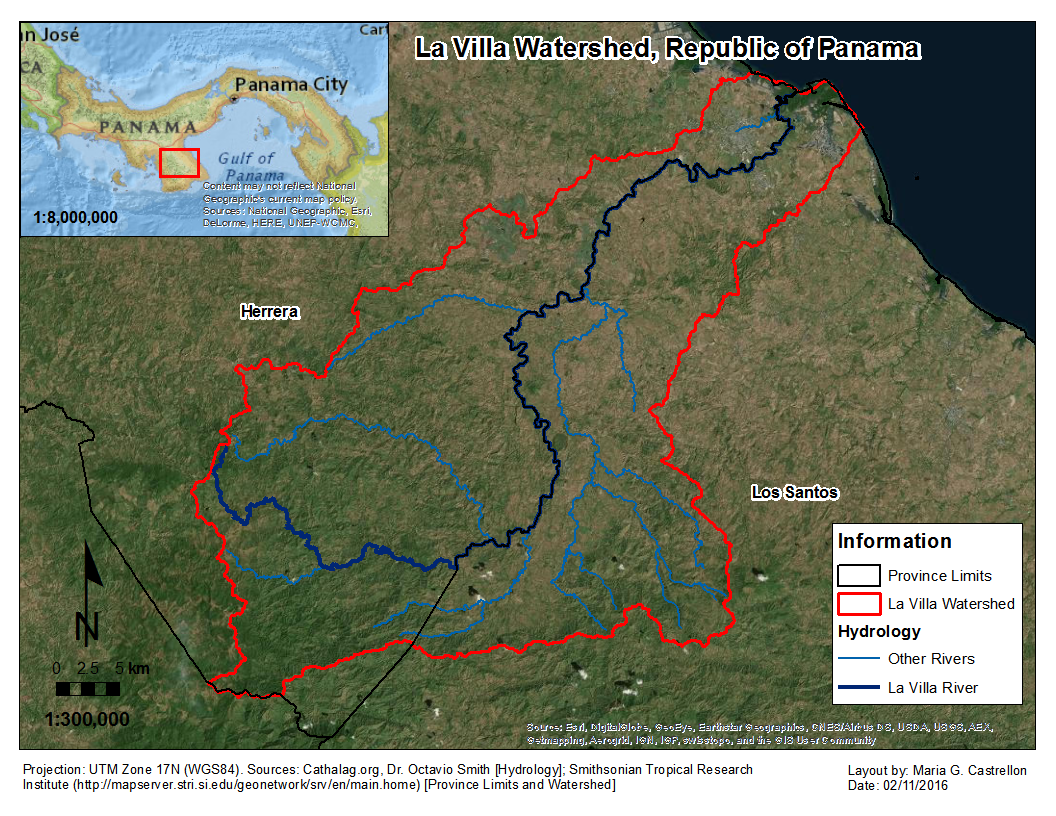 La Villa Watershed, Republic of Panama
an José
Cart
CA
Panama City
PANAMA
Gulf of
Panama
Content may not reflect National
Geographic's current map policy.
Sources: National Geographic, Esri,
DeLorme, HERE, UNEP-WCMC,
1:8,000,000
Herrera
Los Santos
Information
Province Limits
La Villa Watershed
Hydrology
Other Rivers
La Villa River
N
0 2.5 5 km
1:300,000
Source: Esri, DigitalGlobe, GeoEye, Earthstar Geographics, CNES/Airbus DS, USDA, USGS, AEX,
Getmapping, Aerogrid, IGN, IGP, swisstopo, and the GIS User Community
Projection: UTM Zone 17N (WGS84). Sources: Cathalag.org, Dr. Octavio Smith [Hydrology]; Smithsonian Tropical Research
Institute (http://mapserver.stri.si.edu/geonetwork/srv/en/main.home) [Province Limits and Watershed]
Layout by: Maria G. Castrellon
Date: 02/11/2016